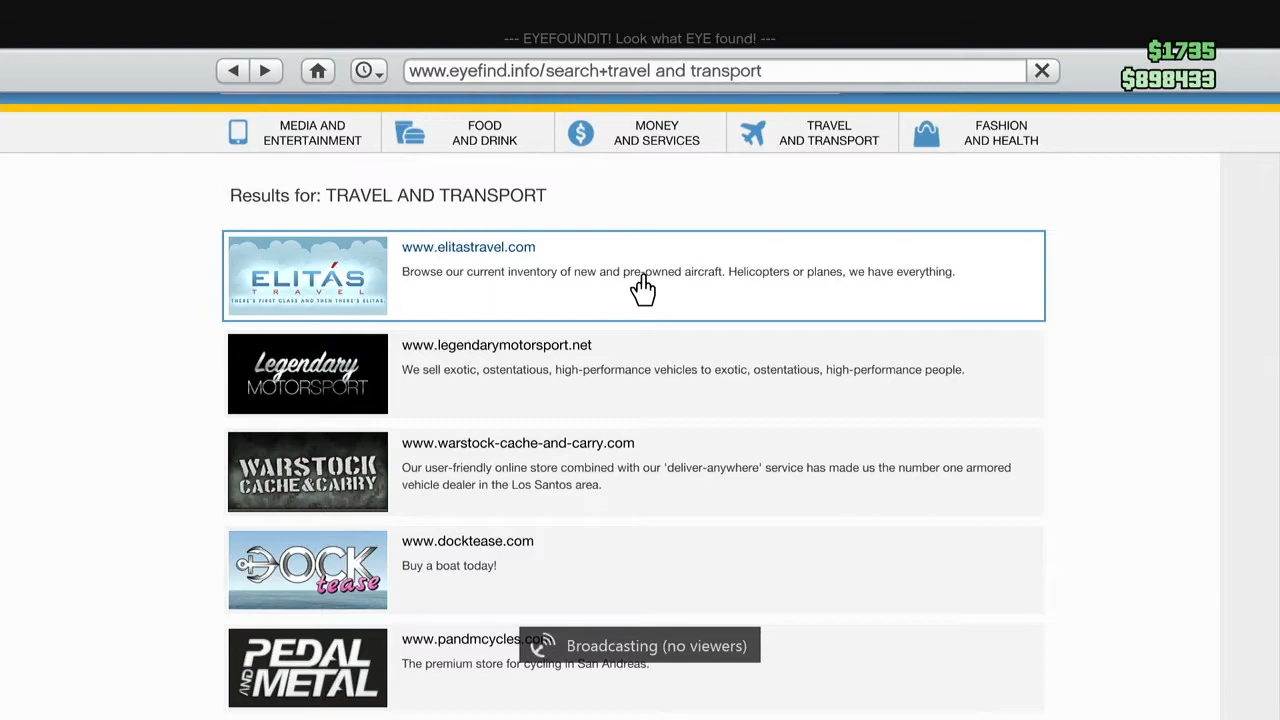 --- EYEFOUNDIT! Look what EYE found! ---
$1735
www.eyefind.info/search+travel and transport
$898433
MEDIA AND
ENTERTAINMENT
FOOD
AND DRINK
MONEY
AND SERVICES
TRAVEL
AND TRANSPORT
FASHION
AND HEALTH
Results for: TRAVEL AND TRANSPORT
ELITÁS
TRAVEL
THERE'S FIRST CLASS AND THEN THERE'S ELITAS.
www.elitastravel.com
Browse our current inventory of new and pre-owned aircraft. Helicopters or planes, we have everything.
Legendary
MOTORSPORT
www.legendarymotorsport.net
We sell exotic, ostentatious, high-performance vehicles to exotic, ostentatious, high-performance people.
WARSTOCK
CACHE&CARRY
www.warstock-cache-and-carry.com
Our user-friendly online store combined with our 'deliver-anywhere' service has made us the number one armored
vehicle dealer in the Los Santos area.
DOCK
tease
www.docktease.com
Buy a boat today!
PEDAL
AND METAL
www.pandmcycles.com
The premium store for cycling in San Andreas.
Broadcasting (no viewers)